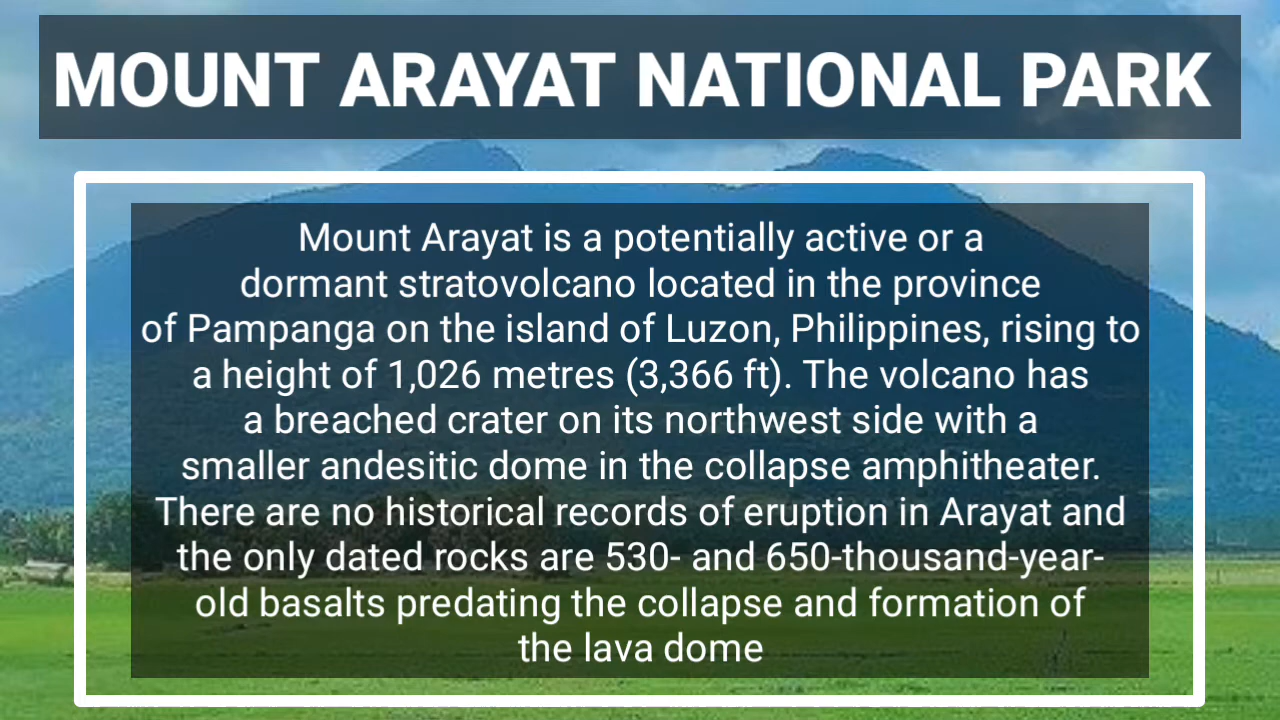 MOUNT ARAYAT NATIONAL PARK
Mount Arayat is a potentially active or a
dormant stratovolcano located in the province
of Pampanga on the island of Luzon, Philippines, rising to
a height of 1,026 metres (3,366 ft). The volcano has
a breached crater on its northwest side with a
smaller andesitic dome in the collapse amphitheater.
There are no historical records of eruption in Arayat and
the only dated rocks are 530- and 650-thousand-year-
old basalts predating the collapse and formation of
the lava dome